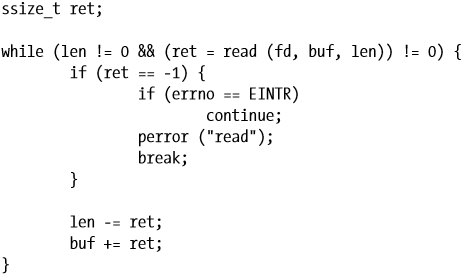 ssize_t ret;

while (len != 0 && (ret = read (fd, buf, len)) != 0) {
        if (ret == -1) {
                if (errno == EINTR)
                        continue;
                perror ("read");
                break;
        }

        len -= ret;
        buf += ret;
}